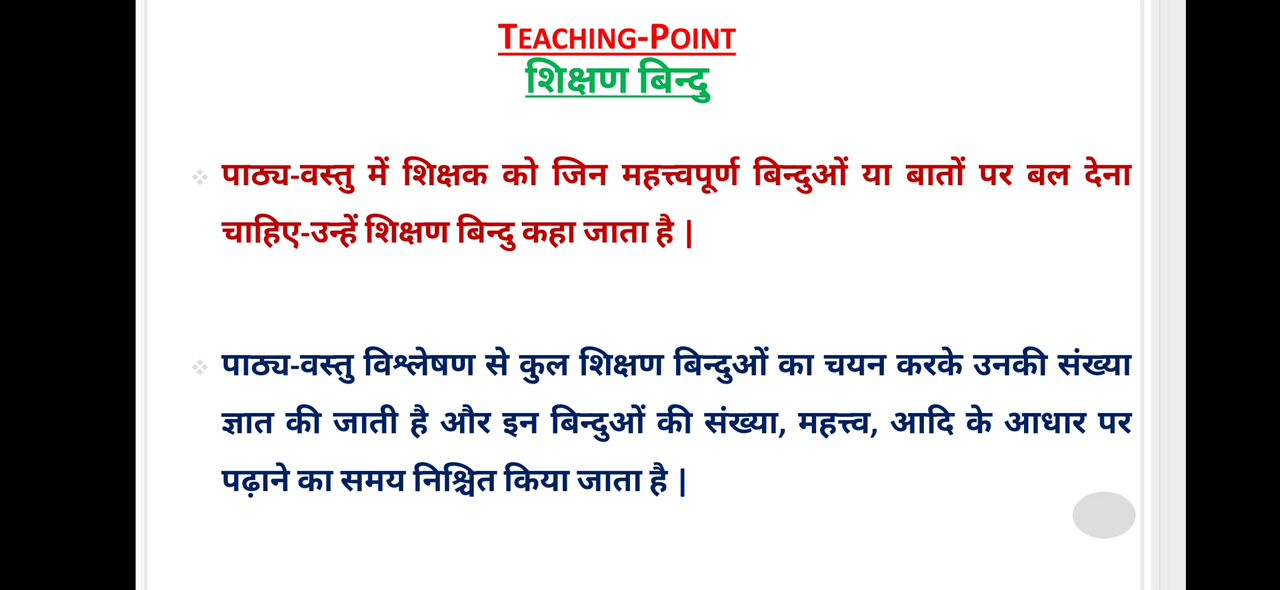 TEACHING-POINT
शिक्षण बिन्दु
पाठ्य-वस्तु में शिक्षक को जिन महत्त्वपूर्ण बिन्दुओं या बातों पर बल देना
चाहिए-उन्हें शिक्षण बिन्दु कहा जाता है |
पाठ्य-वस्तु विश्लेषण से कुल शिक्षण बिन्दुओं का चयन करके उनकी संख्या
ज्ञात की जाती है और इन बिन्दुओं की संख्या, महत्त्व, आदि के आधार पर
पढ़ाने का समय निश्चित किया जाता है |